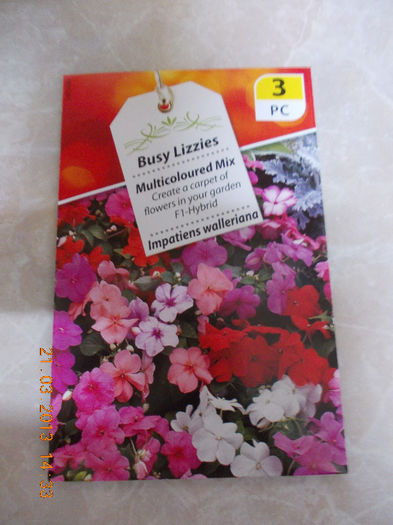 3
PC
Busy Lizzies
Multicoloured Mix
Create a carpet of
flowers in your garden
F1-Hybrid
Impatiens walleriana
21.03.2013 14:33